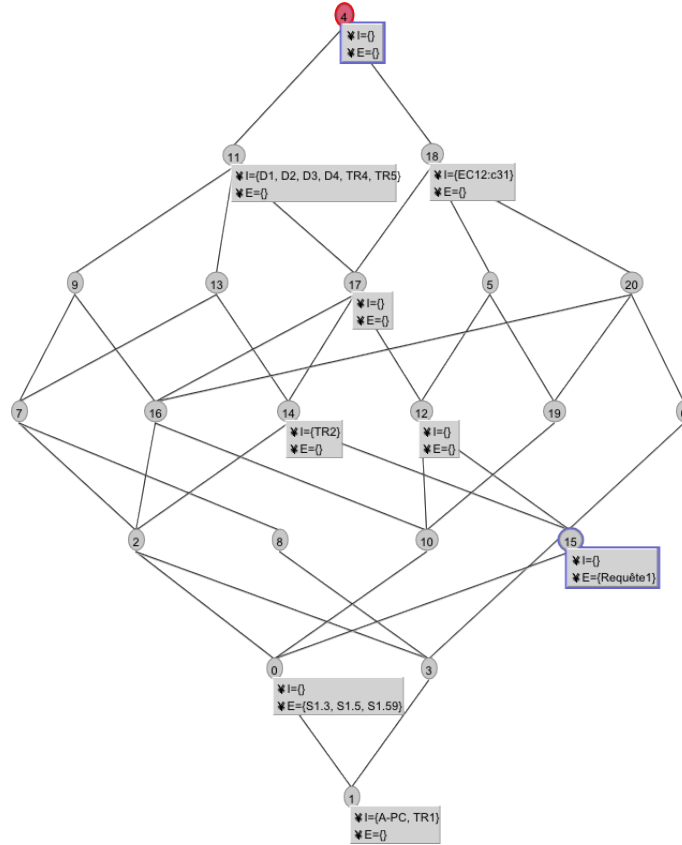 4
¥ I={}
¥ E={}
11
18
¥ I={D1, D2, D3, D4, TR4, TR5}
¥ E={}
¥ I={EC12:c31}
¥ E={}
9
13
17
5
20
¥ I={}
¥ E={}
7
16
14
12
19
¥ I={TR2}
¥ E={}
¥ I={}
¥ E={}
2
8
10
15
¥ I={}
¥ E={Requête1}
0
3
¥ I={}
¥ E={S1.3, S1.5, S1.59}
1
¥ I={A-PC, TR1}
¥ E={}